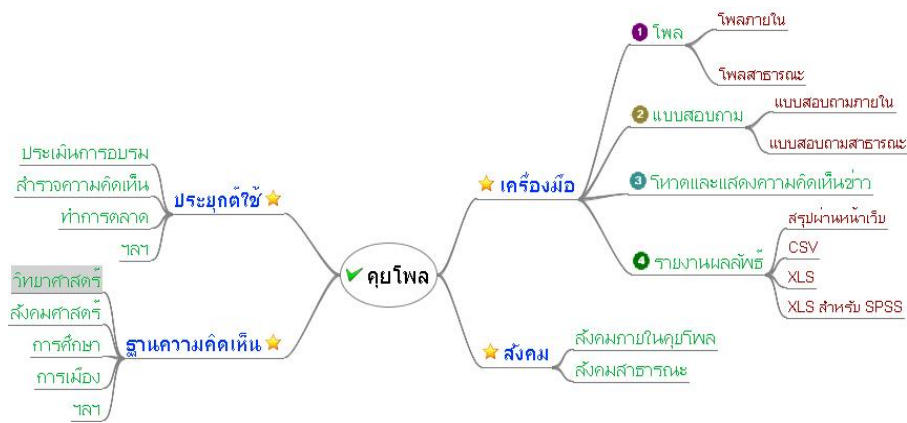 คุยโพล
เครื่องมือ
1 โพล
โพลภายใน
โพลสาธารณะ
2 แบบสอบถาม
แบบสอบถามภายใน
แบบสอบถามสาธารณะ
3 โหวตและแสดงความคิดเห็นข่าว
4 รายงานผลลัพธ์
สรุปผ่านหน้าเว็บ
CSV
XLS
XLS สำหรับ SPSS
สังคม
สังคมภายในคุยโพล
สังคมสาธารณะ
ประยุกต์ใช้
ประเมินการอบรม
สำรวจความคิดเห็น
ทำการตลาด
ฯลฯ
ฐานความคิดเห็น
วิทยาศาสตร์
สังคมศาสตร์
การศึกษา
การเมือง
ฯลฯ